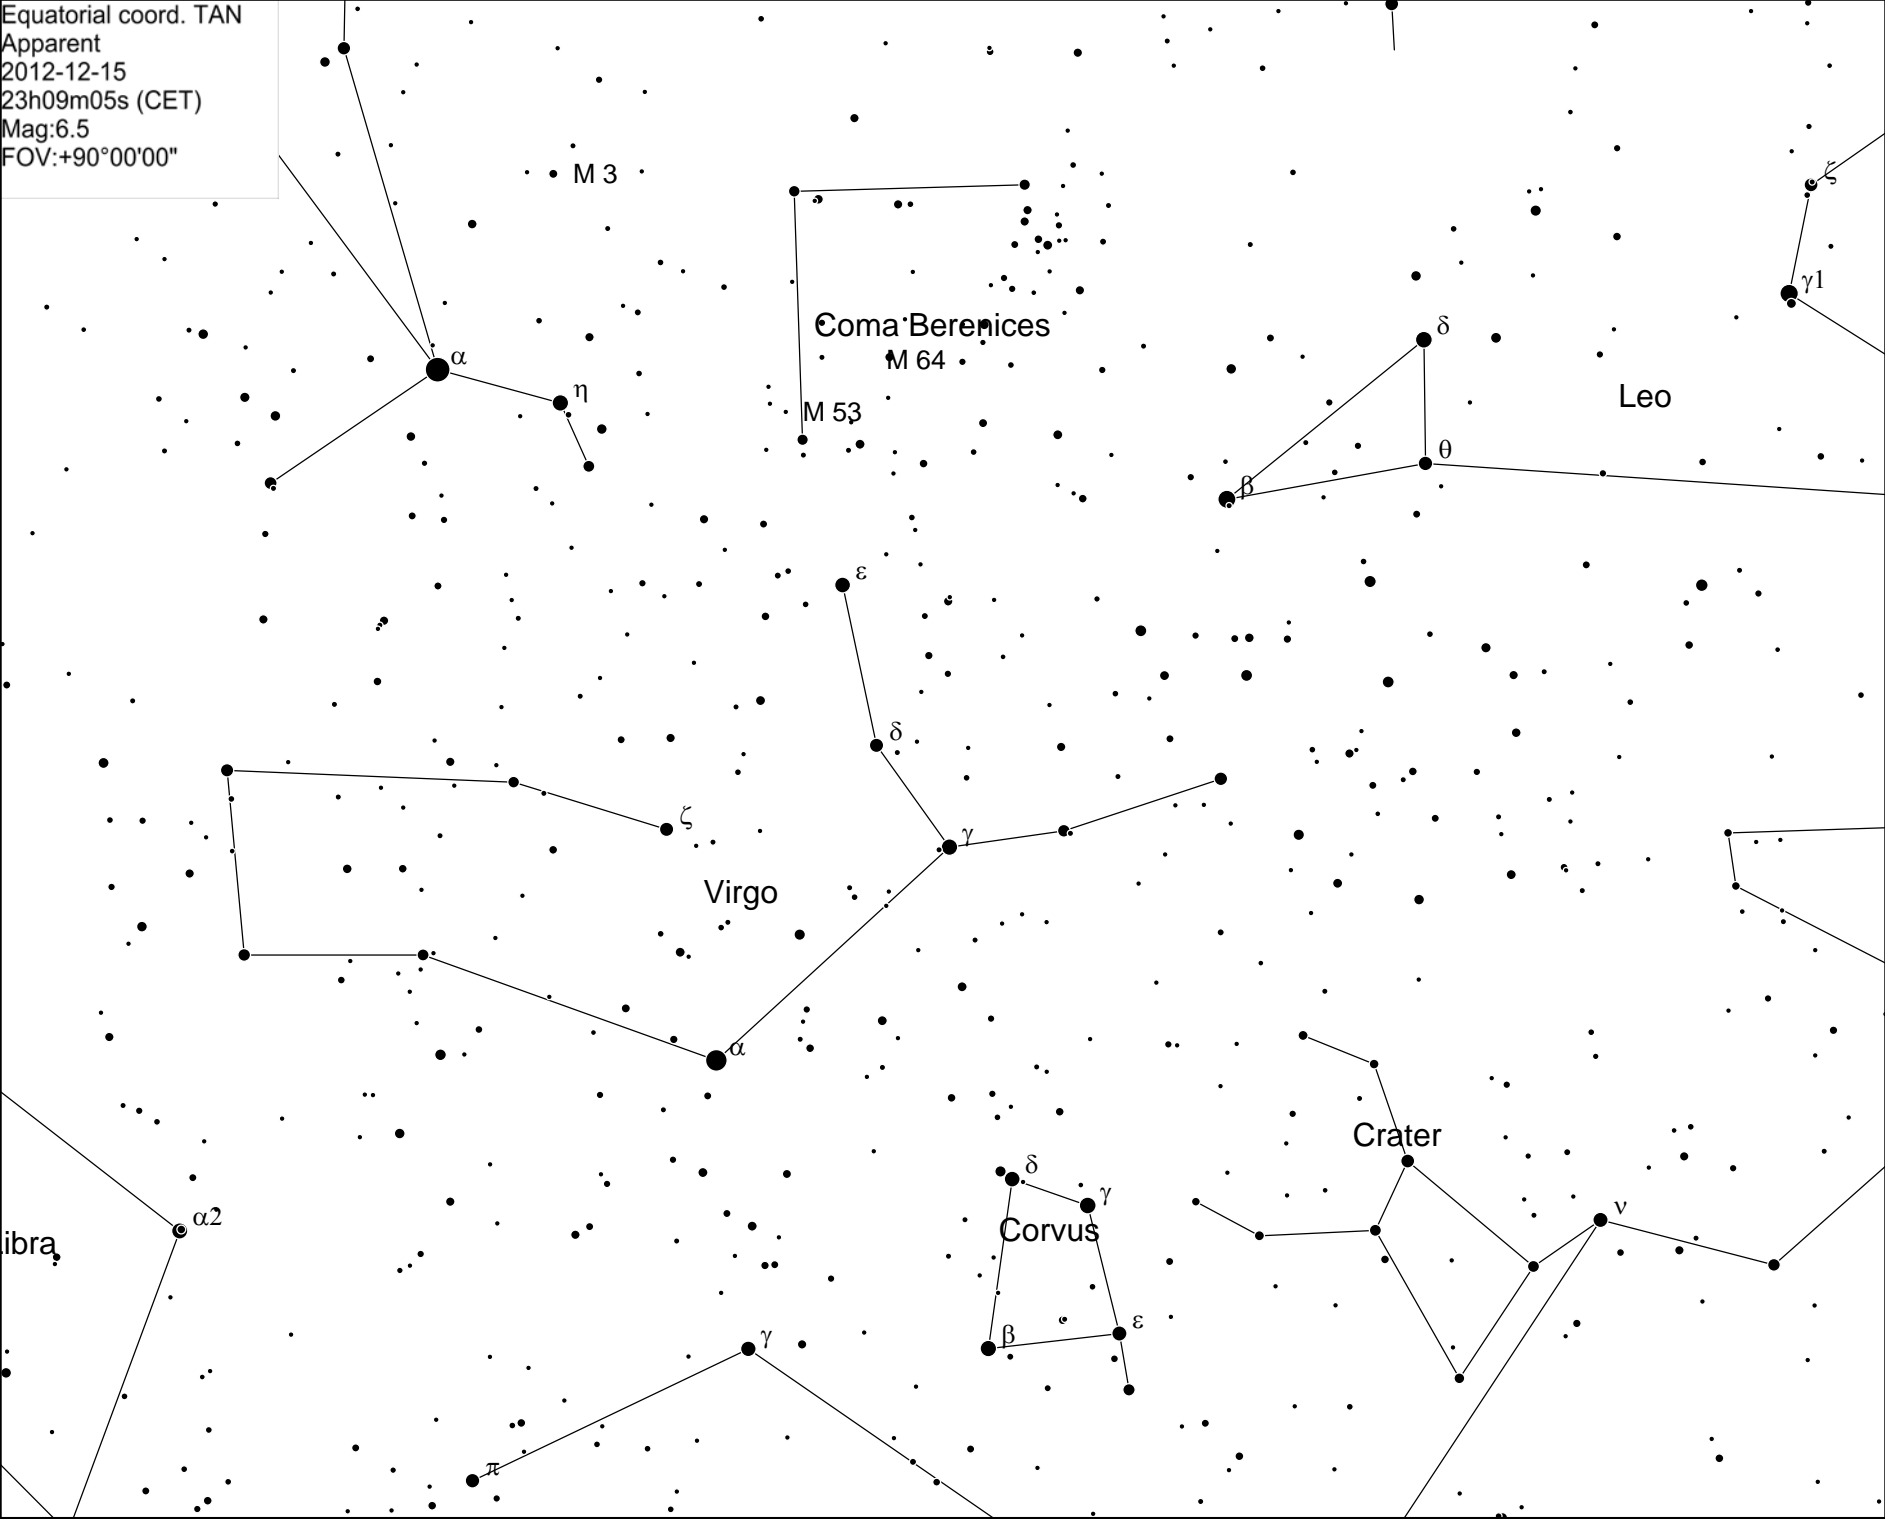 Equatorial coord. TAN
Apparent
2012-12-15
23h09m05s (CET)
Mag:6.5
FOV:+90°00'00"
M 3
ζ
γ1
Coma Berenices
δ
M 64
α
η
Leo
M 53
θ
β
ε
δ
ζ
γ
Virgo
α
Crater
δ
γ
ν
α2
Corvus
ibra
ε
β
γ
π